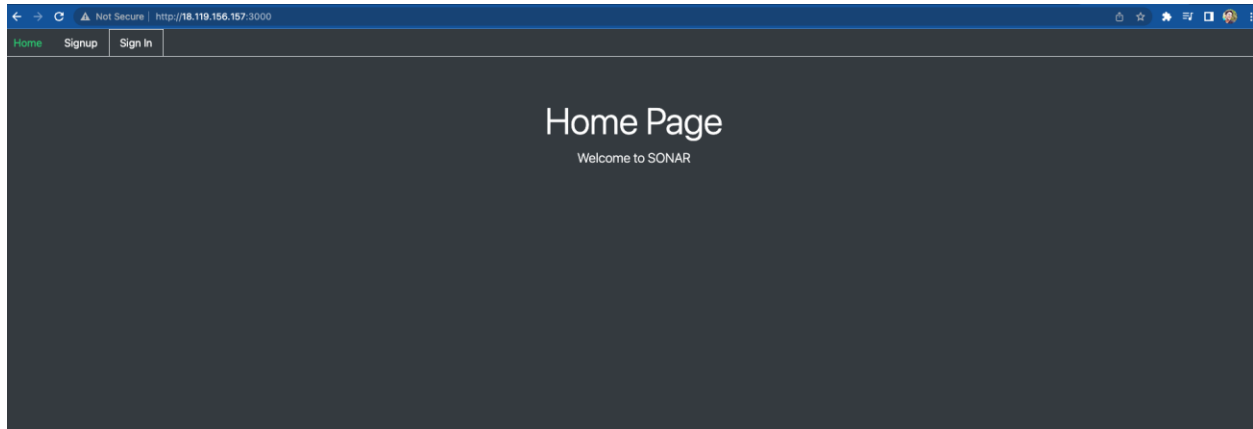 Not Secure | http://18.119.156.157:3000
Home Signup Sign In
Home Page
Welcome to SONAR